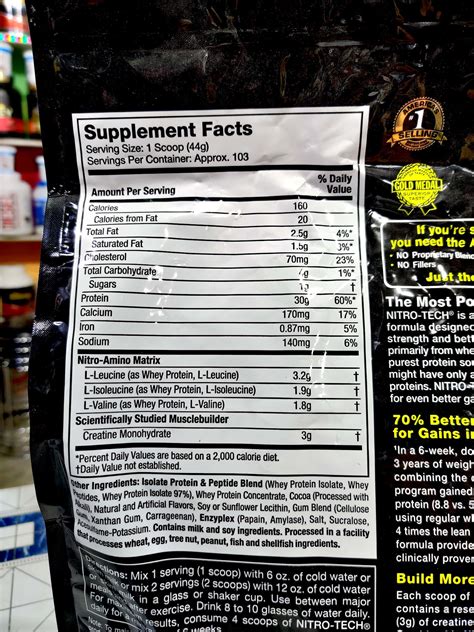 Supplement Facts
Serving Size: 1 Scoop (44g)
Servings Per Container: Approx. 103
Amount Per Serving % Daily Value
Calories 160
Calories from Fat 20
Total Fat 2.5g 4%*
Saturated Fat 1.5g
Cholesterol 70mg 23%
Total Carbohydrate 1%*
Sugars †
Protein 30g 60%*
Calcium 170mg 17%
Iron 0.87mg 5%
Sodium 140mg 6%
Nitro-Amino Matrix
L-Leucine (as Whey Protein, L-Leucine) 3.2g †
L-Isoleucine (as Whey Protein, L-Isoleucine) 1.9g †
L-Valine (as Whey Protein, L-Valine) 1.8g †
Scientifically Studied Musclebuilder
Creatine Monohydrate 3g †
*Percent Daily Values are based on a 2,000 calorie diet.
†Daily Value not established.
Other Ingredients: Isolate Protein & Peptide Blend (Whey Protein Isolate, Whey
Peptides, Whey Protein Isolate 97%), Whey Protein Concentrate, Cocoa (Processed with
Alkali), Natural and Artificial Flavors, Soy or Sunflower Lecithin, Gum Blend (Cellulose
Gum, Xanthan Gum, Carrageenan), Enzyplex (Papain, Amylase), Salt, Sucralose,
Acesulfame-Potassium. Contains milk and soy ingredients. Processed in a facility
that processes wheat, egg, tree nut, peanut, fish and shellfish ingredients.
Directions: Mix 1 serving (1 scoop) with 6 oz. of cold water or
or mix 2 servings (2 scoops) with 12 oz. of cold water
milk in a glass or shaker cup. Use between major
after exercise. Drink 8 to 10 glasses of water daily.
results, consume 4 scoops of NITRO-TECH®
6 weeks
AMERICA'S
#1
SELLING
GOLD MEDAL
SUPERIOR
TASTE
If you're s
you need the A
• NO Proprietary Blend
• NO Fillers
Just the
The Most Po
NITRO-TECH® is a
formula designed
strength and bett
primarily from whe
purest protein sou
might have only a
proteins. NITRO-T
for even better ga
70% Better
for Gains in
In a 6-week, do
3 years of weigh
combining the
program gained
protein (8.8 vs. 5
using regular w
4 times the lean
formula provide
clinically prover
Build More
Each scoop of
contains a rese
(3g) of creatine